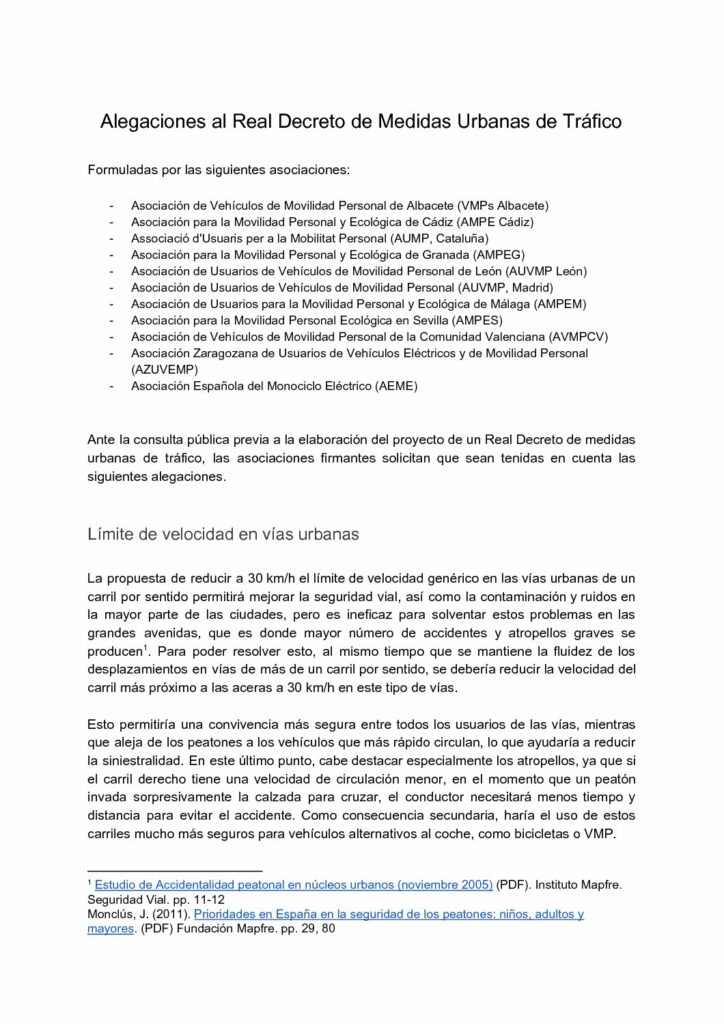 Alegaciones al Real Decreto de Medidas Urbanas de Tráfico
Formuladas por las siguientes asociaciones:
- Asociación de Vehículos de Movilidad Personal de Albacete (VMPs Albacete)
- Asociación para la Movilidad Personal y Ecológica de Cádiz (AMPE Cádiz)
- Associació d'Usuaris per a la Mobilitat Personal (AUMP, Cataluña)
- Asociación para la Movilidad Personal y Ecológica de Granada (AMPEG)
- Asociación de Usuarios de Vehículos de Movilidad Personal de León (AUVMP León)
- Asociación de Usuarios de Vehículos de Movilidad Personal (AUVMP, Madrid)
- Asociación de Usuarios para la Movilidad Personal y Ecológica de Málaga (AMPEM)
- Asociación para la Movilidad Personal Ecológica en Sevilla (AMPES)
- Asociación de Vehículos de Movilidad Personal de la Comunidad Valenciana (AVMPCV)
- Asociación Zaragozana de Usuarios de Vehículos Eléctricos y de Movilidad Personal
(AZUVEMP)
- Asociación Española del Monociclo Eléctrico (AEME)
Ante la consulta pública previa a la elaboración del proyecto de un Real Decreto de medidas
urbanas de tráfico, las asociaciones firmantes solicitan que sean tenidas en cuenta las
siguientes alegaciones.
Límite de velocidad en vías urbanas
La propuesta de reducir a 30 km/h el límite de velocidad genérico en las vías urbanas de un
carril por sentido permitirá mejorar la seguridad vial, así como la contaminación y ruidos en
la mayor parte de las ciudades, pero es ineficaz para solventar estos problemas en las
grandes avenidas, que es donde mayor número de accidentes y atropellos graves se
producen¹. Para poder resolver esto, al mismo tiempo que se mantiene la fluidez de los
desplazamientos en vías de más de un carril por sentido, se debería reducir la velocidad del
carril más próximo a las aceras a 30 km/h en este tipo de vías.
Esto permitiría una convivencia más segura entre todos los usuarios de las vías, mientras
que aleja de los peatones a los vehículos que más rápido circulan, lo que ayudaría a reducir
la siniestralidad. En este último punto, cabe destacar especialmente los atropellos, ya que si
el carril derecho tiene una velocidad de circulación menor, en el momento que un peatón
invada sorpresivamente la calzada para cruzar, el conductor necesitará menos tiempo y
distancia para evitar el accidente. Como consecuencia secundaria, haría el uso de estos
carriles mucho más seguros para vehículos alternativos al coche, como bicicletas o VMP.
¹ Estudio de Accidentalidad peatonal en núcleos urbanos (noviembre 2005) (PDF). Instituto Mapfre.
Seguridad Vial. pp. 11-12
Monclús, J. (2011). Prioridades en España en la seguridad de los peatones: niños, adultos y
mayores. (PDF) Fundación Mapfre. pp. 29, 80